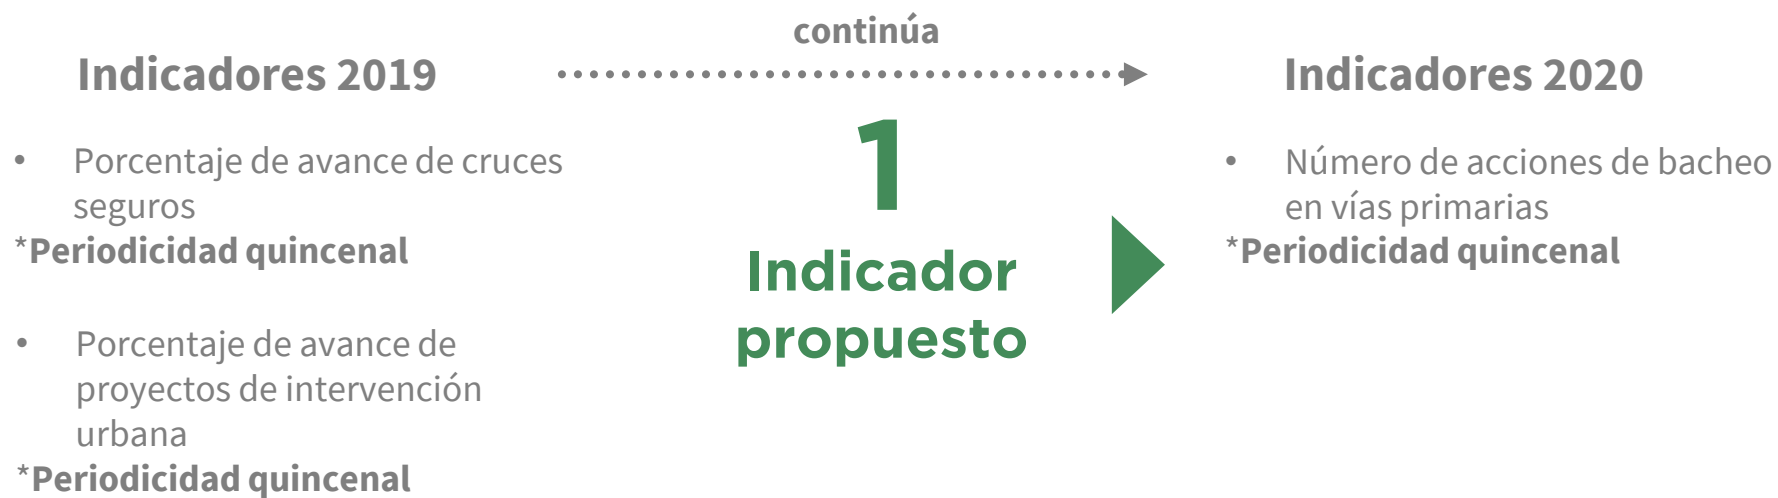 continúa
Indicadores 2019
Indicadores 2020
• Porcentaje de avance de cruces
seguros
*Periodicidad quincenal
• Porcentaje de avance de
proyectos de intervención
urbana
*Periodicidad quincenal
1
Indicador
propuesto
• Número de acciones de bacheo
en vías primarias
*Periodicidad quincenal